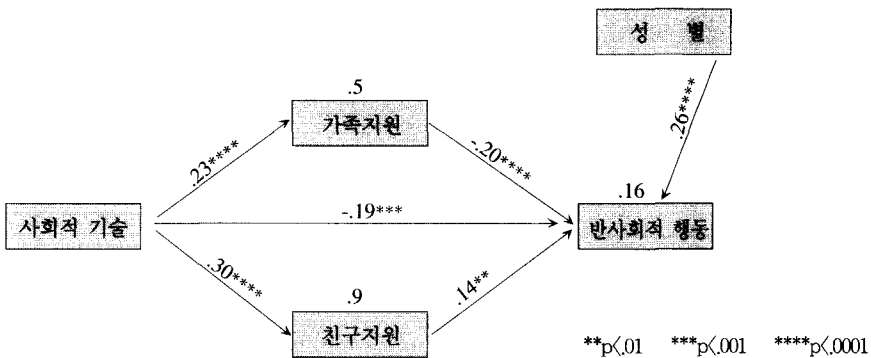 성 별
.5
가족지원
.23****
-.20****
.26****
.16
사회적 기술
-.19***
반사회적 행동
.30****
.14**
.9
친구지원
**p<.01 ***p<.001 ****p<.0001